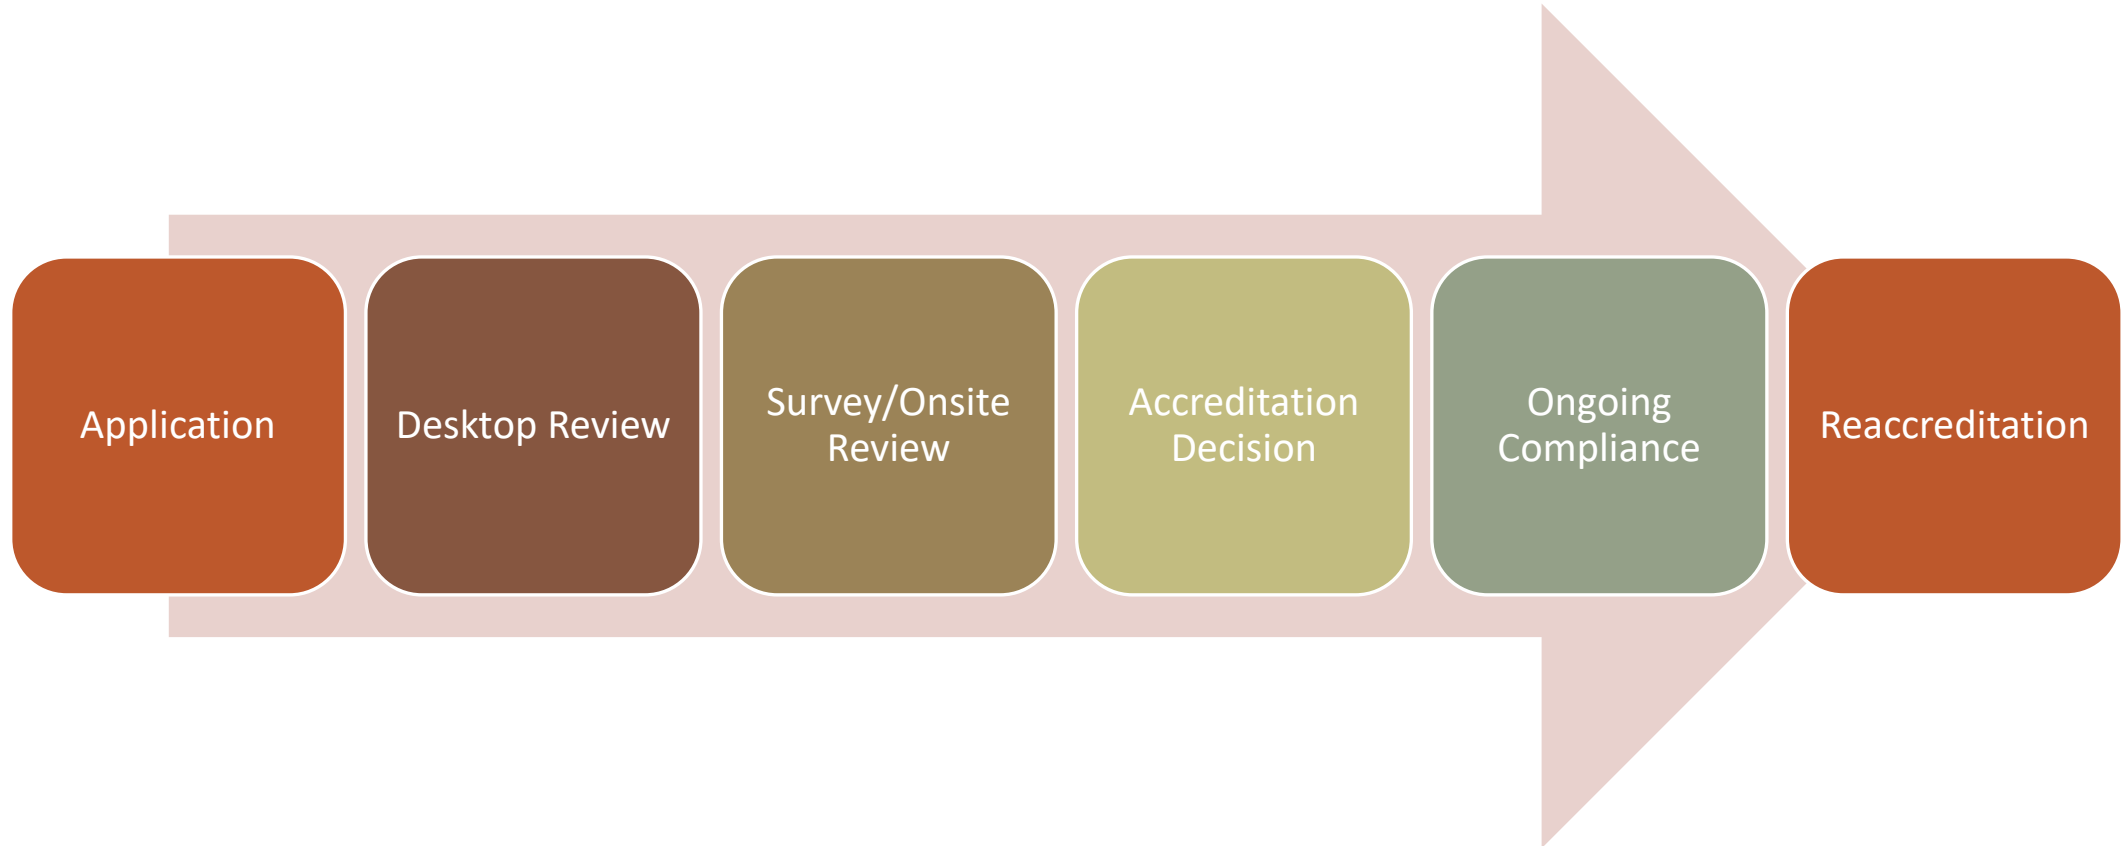 Application
Desktop Review
Survey/Onsite
Review
Accreditation
Decision
Ongoing
Compliance
Reaccreditation